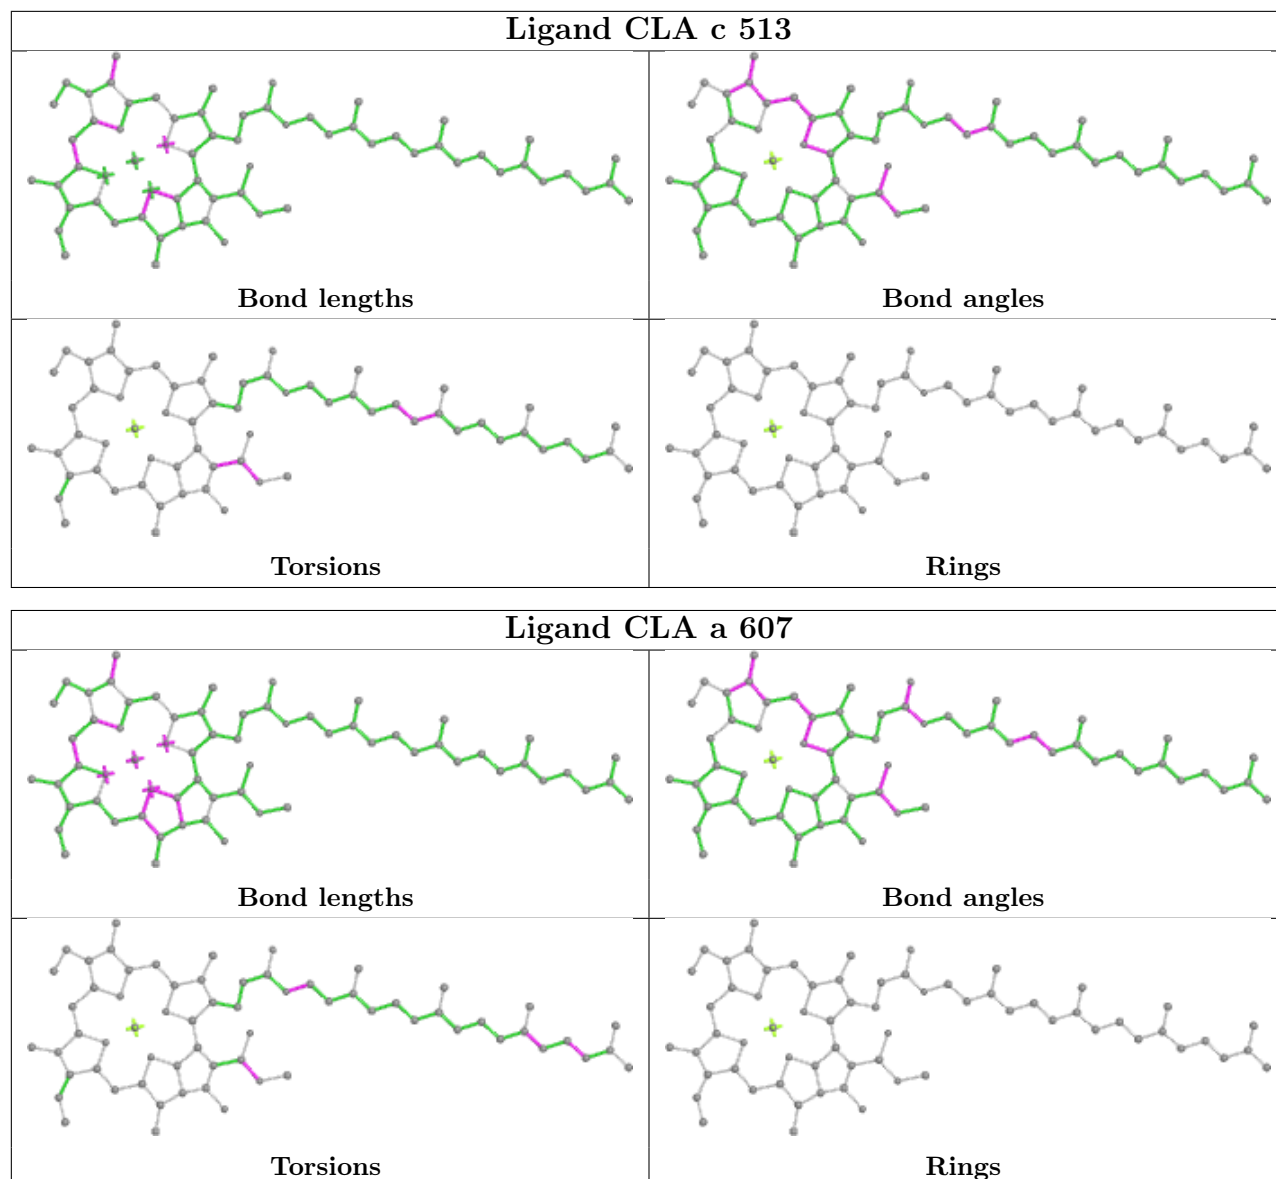 Ligand CLA c 513
Bond lengths
Bond angles
Torsions
Rings
Ligand CLA a 607
Bond lengths
Bond angles
Torsions
Rings